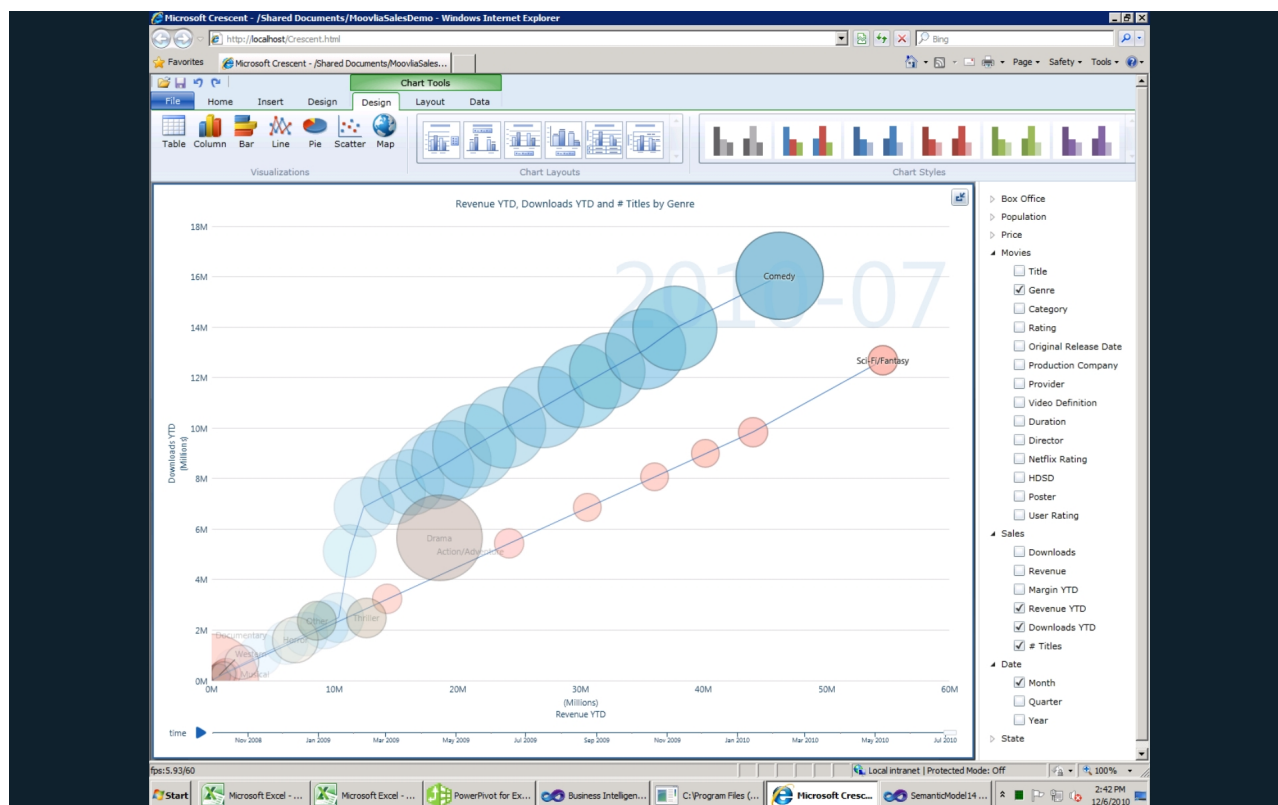 Microsoft Crescent - /Shared Documents/MoovliaSalesDemo - Windows Internet Explorer
http://localhost/Crescent.html
Bing
Favorites
Microsoft Crescent - /Shared Documents/MoovliaSales...
Page
Safety
Tools
Chart Tools
File Home Insert Design Design Layout Data
Table Column Bar Line Pie Scatter Map
Visualizations
Chart Layouts
Chart Styles
Revenue YTD, Downloads YTD and # Titles by Genre
2010-07
18M
16M
14M
12M
10M
8M
6M
4M
2M
0M
Downloads YTD
(Millions)
Comedy
Sci-Fi/Fantasy
Drama
Action/Adventure
Other
Thriller
Documentary
Horror
Western
Musical
0M 10M 20M 30M 40M 50M 60M
(Millions)
Revenue YTD
time
Nov 2008 Jan 2009 Mar 2009 May 2009 Jul 2009 Sep 2009 Nov 2009 Jan 2010 Mar 2010 May 2010 Jul 2010
Box Office
Population
Price
Movies
Title
Genre
Category
Rating
Original Release Date
Production Company
Provider
Video Definition
Duration
Director
Netflix Rating
HDSD
Poster
User Rating
Sales
Downloads
Revenue
Margin YTD
Revenue YTD
Downloads YTD
# Titles
Date
Month
Quarter
Year
State
fps:5.93/60
Local intranet | Protected Mode: Off
100%
Start
Microsoft Excel - ...
Microsoft Excel - ...
PowerPivot for Ex...
Business Intelligen...
C:\Program Files (...
Microsoft Cresc...
SemanticModel14 ...
2:42 PM
12/6/2010